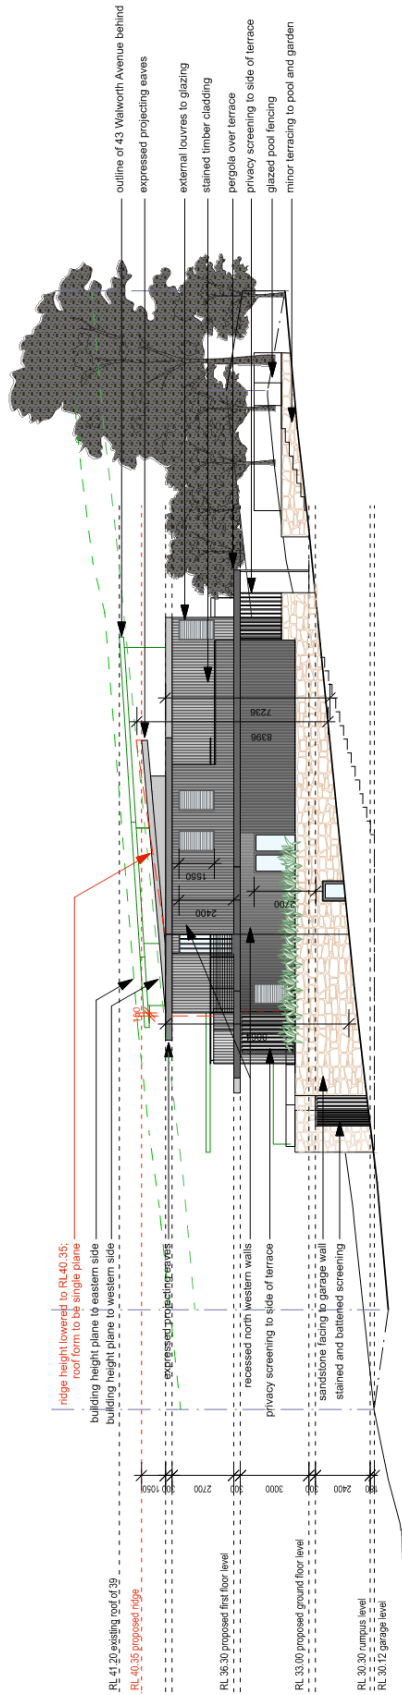 outline of 43 Walworth Avenue behind
expressed projecting eaves
external louvres to glazing
stained timber cladding
pergola over terrace
privacy screening to side of terrace
glazed pool fencing
minor terracing to pool and garden
7236
8396
1550
2400
2700
ridge height lowered to RL40.35;
roof form to be single plane
building height plane to eastern side
building height plane to western side
expressed projecting eaves
recessed north western walls
privacy screening to side of terrace
sandstone facing to garage wall
stained and battened screening
1050
300
2700
300
3000
300
2400
180
RL 41.20 existing roof of 39
RL 40.35 proposed ridge
RL 36.30 proposed first floor level
RL 33.00 proposed ground floor level
RL 30.30 rumpus level
RL 30.12 garage level